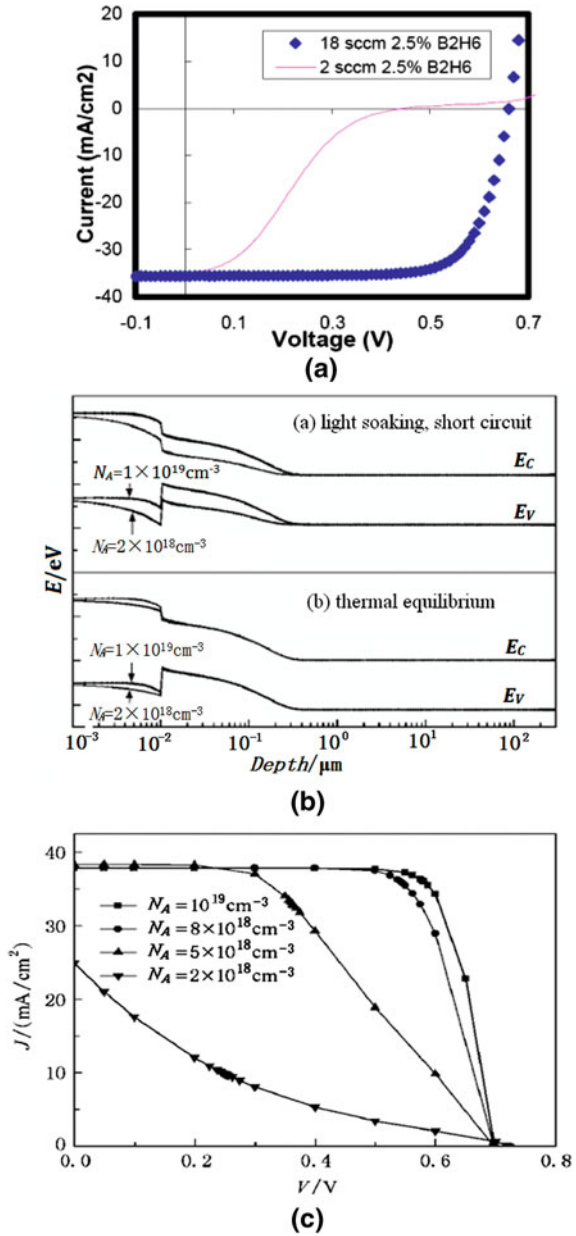 20
18 sccm 2.5% B2H6
2 sccm 2.5% B2H6
10
0
-10
-20
-30
-40
Current (mA/cm2)
-0.1
0.1
0.3
0.5
0.7
Voltage (V)
(a)
(a) light soaking, short circuit
N_A=1×10^19cm^-3
E_C
E_V
N_A=2×10^18cm^-3
E/eV
(b) thermal equilibrium
N_A=1×10^19cm^-3
E_C
E_V
N_A=2×10^18cm^-3
10^-3
10^-2
10^-1
10^0
10^1
10^2
Depth/μm
(b)
40
30
20
10
0
J/(mA/cm^2)
N_A = 10^19cm^-3
N_A = 8×10^18cm^-3
N_A = 5×10^18cm^-3
N_A = 2×10^18cm^-3
0.0
0.2
0.4
0.6
0.8
V/V
(c)